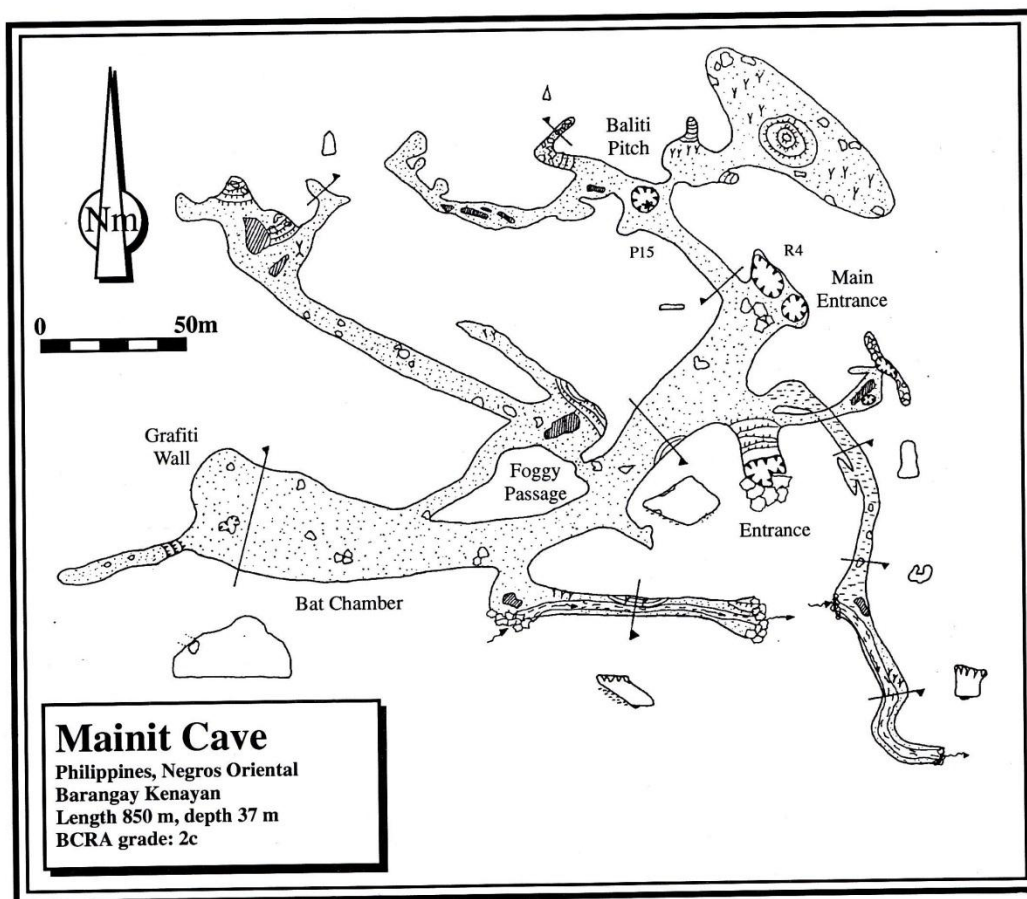 Baliti
Pitch
Nm
P15
R4
Main
Entrance
0 50m
Grafiti
Wall
Foggy
Passage
Entrance
Bat Chamber
Mainit Cave
Philippines, Negros Oriental
Barangay Kenayan
Length 850 m, depth 37 m
BCRA grade: 2c